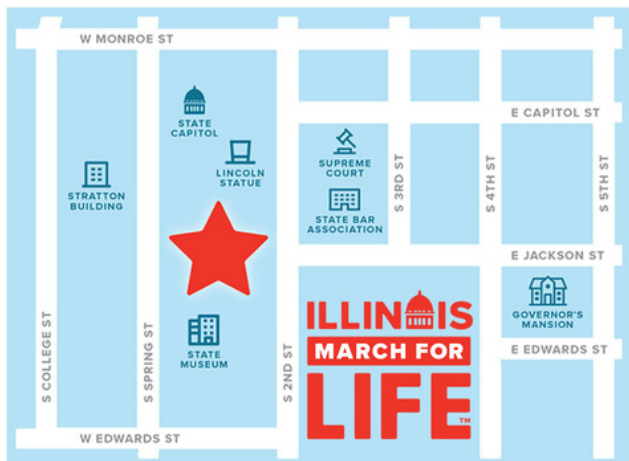 W MONROE ST
E CAPITOL ST
STATE
CAPITOL
LINCOLN
STATUE
SUPREME
COURT
STRATTON
BUILDING
STATE BAR
ASSOCIATION
S 3RD ST
S 4TH ST
S 5TH ST
E JACKSON ST
ILLINOIS
MARCH FOR
LIFE™
GOVERNOR'S
MANSION
STATE
MUSEUM
E EDWARDS ST
S COLLEGE ST
S SPRING ST
S 2ND ST
W EDWARDS ST